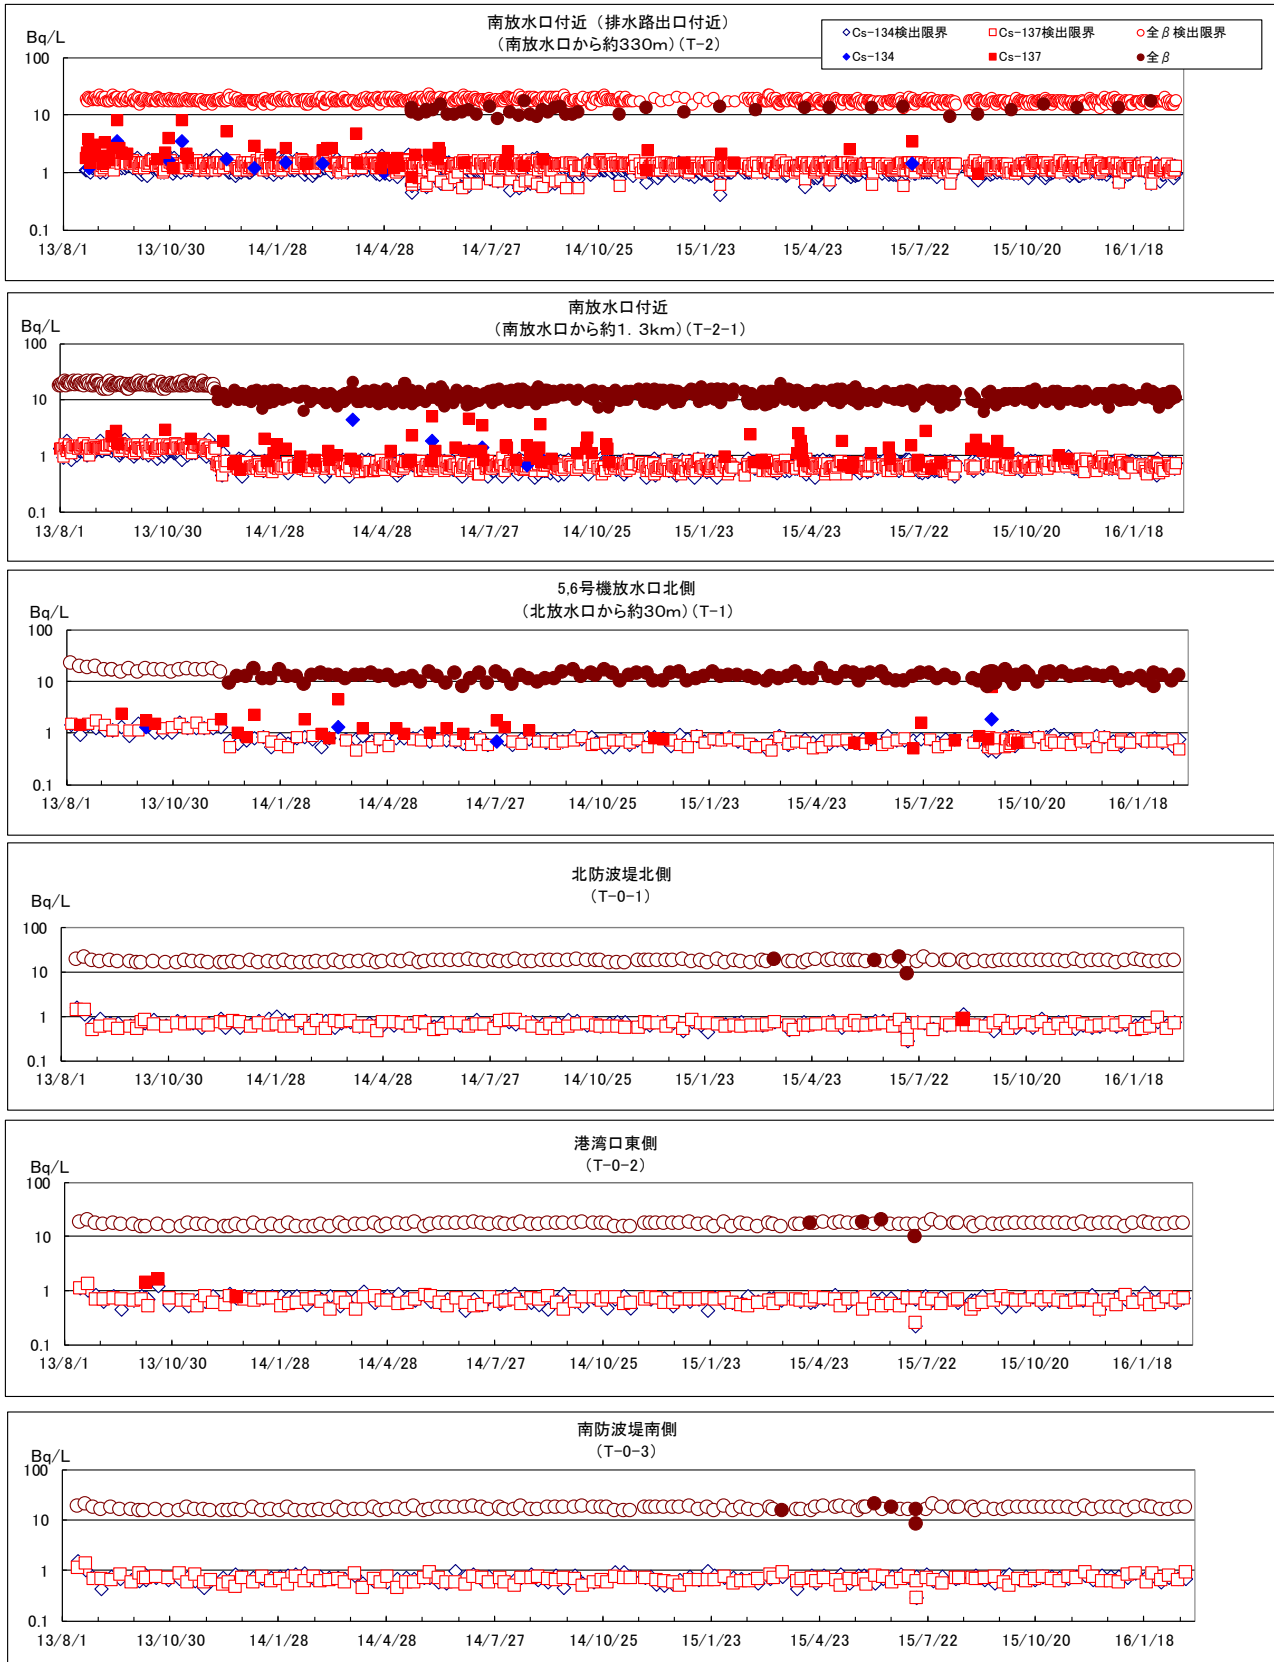 南放水口付近（排水路出口付近）
（南放水口から約330m）（T-2）
Bq/L
◇Cs-134検出限界 □Cs-137検出限界 ○全β検出限界
◆Cs-134 ■Cs-137 ●全β
100
10
1
0.1
13/8/1 13/10/30 14/1/28 14/4/28 14/7/27 14/10/25 15/1/23 15/4/23 15/7/22 15/10/20 16/1/18
南放水口付近
（南放水口から約1．3km）（T-2-1）
Bq/L
100
10
1
0.1
13/8/1 13/10/30 14/1/28 14/4/28 14/7/27 14/10/25 15/1/23 15/4/23 15/7/22 15/10/20 16/1/18
5,6号機放水口北側
（北放水口から約30m）（T-1）
Bq/L
100
10
1
0.1
13/8/1 13/10/30 14/1/28 14/4/28 14/7/27 14/10/25 15/1/23 15/4/23 15/7/22 15/10/20 16/1/18
北防波堤北側
（T-0-1）
Bq/L
100
10
1
0.1
13/8/1 13/10/30 14/1/28 14/4/28 14/7/27 14/10/25 15/1/23 15/4/23 15/7/22 15/10/20 16/1/18
港湾口東側
（T-0-2）
Bq/L
100
10
1
0.1
13/8/1 13/10/30 14/1/28 14/4/28 14/7/27 14/10/25 15/1/23 15/4/23 15/7/22 15/10/20 16/1/18
南防波堤南側
（T-0-3）
Bq/L
100
10
1
0.1
13/8/1 13/10/30 14/1/28 14/4/28 14/7/27 14/10/25 15/1/23 15/4/23 15/7/22 15/10/20 16/1/18